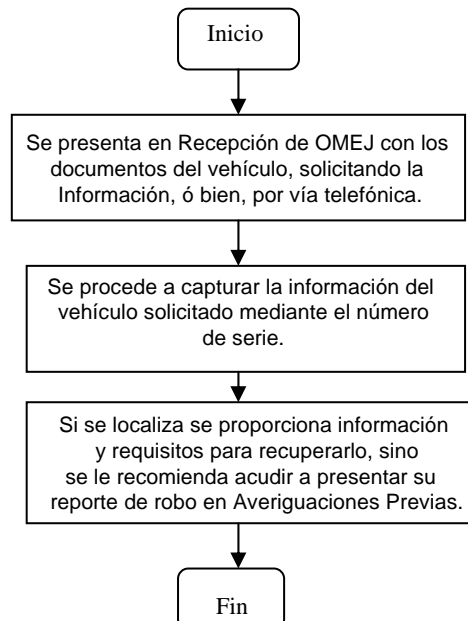 Inicio
Se presenta en Recepción de OMEJ con los
documentos del vehículo, solicitando la
Información, ó bien, por vía telefónica.
Se procede a capturar la información del
vehículo solicitado mediante el número
de serie.
Si se localiza se proporciona información
y requisitos para recuperarlo, sino
se le recomienda acudir a presentar su
reporte de robo en Averiguaciones Previas.
Fin